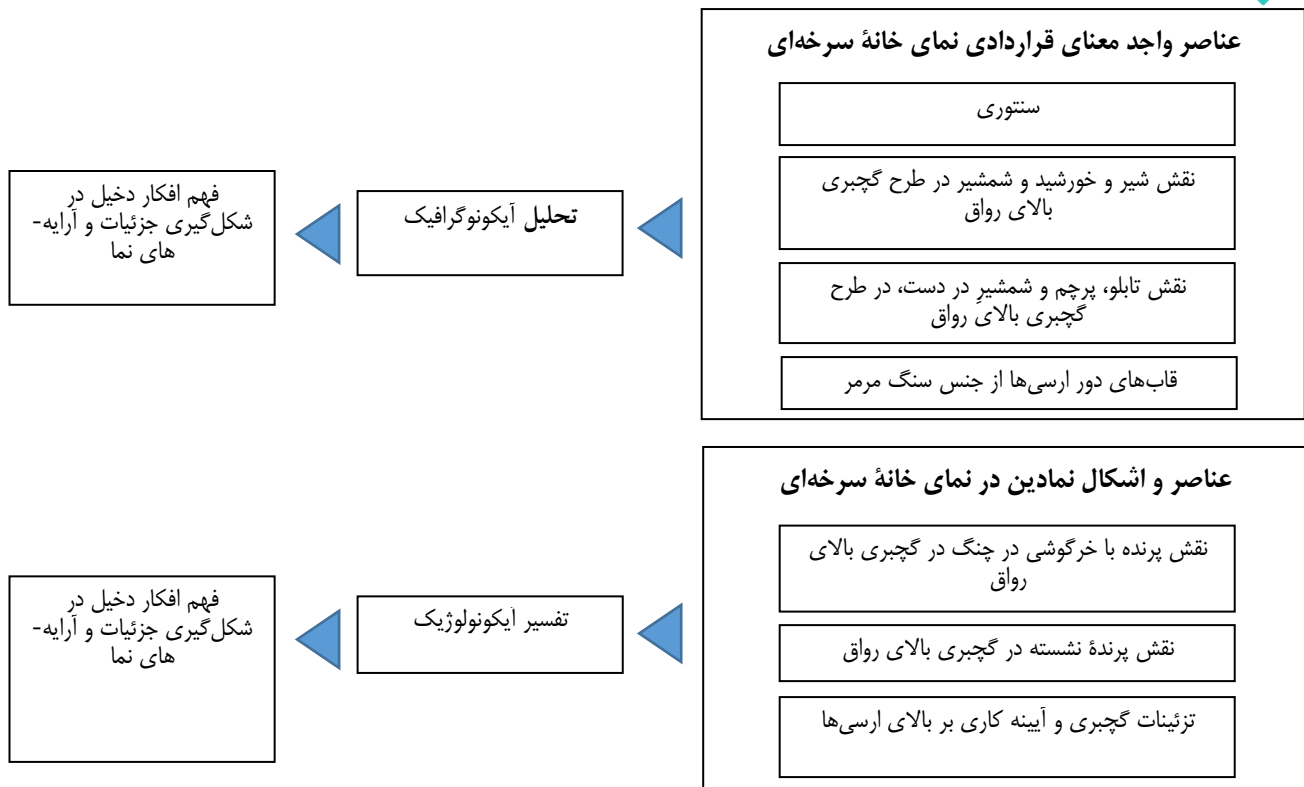 عناصر واجد معنای قراردادی نمای خانهٔ سرخه‌ای
سنتوری
نقش شیر و خورشید و شمشیر در طرح گچبری
بالای رواق
نقش تابلو، پرچم و شمشیرِ در دست، در طرح
گچبری بالای رواق
قاب‌های دور ارسی‌ها از جنس سنگ مرمر
تحلیل آیکونوگرافیک
فهم افکار دخیل در
شکل‌گیری جزئیات و آرایه-
های نما
عناصر و اشکال نمادین در نمای خانهٔ سرخه‌ای
نقش پرنده با خرگوشی در چنگ در گچبری بالای
رواق
نقش پرندهٔ نشسته در گچبری بالای رواق
تزئینات گچبری و آیینه کاری بر بالای ارسی‌ها
تفسیر آیکونولوژیک
فهم افکار دخیل در
شکل‌گیری جزئیات و آرایه-
های نما